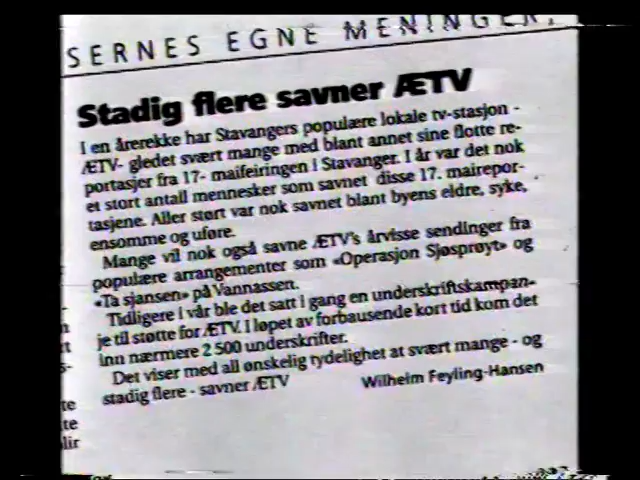 SERNES EGNE MENINGER.
Stadig flere savner ÆTV
I en årerekke har Stavangers populære lokale tv-stasjon -
ÆTV- gledet svært mange med blant annet sine flotte re-
portasjer fra 17- maifeiringen i Stavanger. I år var det nok
et stort antall mennesker som savnet disse 17. mairepor-
tasjene. Aller størt var nok savnet blant byens eldre, syke,
ensomme og uføre.
Mange vil nok også savne ÆTV's årvisse sendinger fra
populære arrangementer som «Operasjon Sjøsprøyt» og
«Ta sjansen» på Vannassen.
Tidligere i vår ble det satt i gang en underskriftskampan-
je til støtte for ÆTV. I løpet av forbausende kort tid kom det
inn nærmere 2 500 underskrifter.
Det viser med all ønskelig tydelighet at svært mange - og
stadig flere - savner ÆTV
Wilhelm Feyling-Hansen
te
te
lir